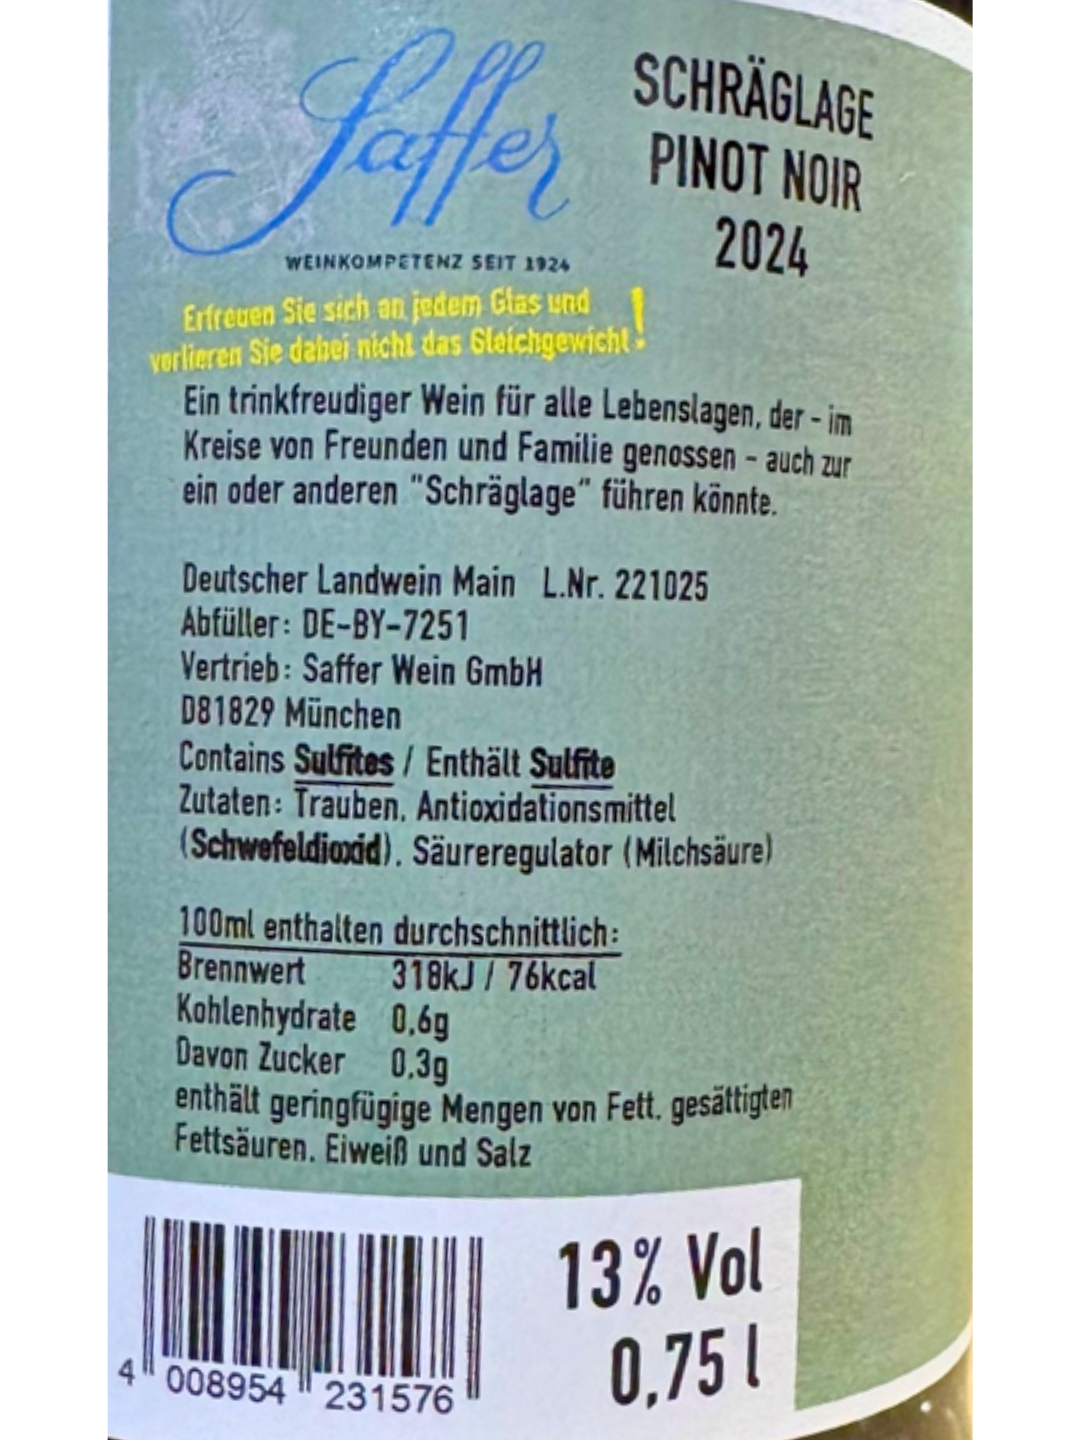 Saffer
WEINKOMPETENZ SEIT 1924
SCHRÄGLAGE
PINOT NOIR
2024
Erfreuen Sie sich an jedem Glas und
verlieren Sie dabei nicht das Gleichgewicht!
Ein trinkfreudiger Wein für alle Lebenslagen, der - im
Kreise von Freunden und Familie genossen - auch zur
ein oder anderen "Schräglage" führen könnte.
Deutscher Landwein Main L.Nr. 221025
Abfüller: DE-BY-7251
Vertrieb: Saffer Wein GmbH
D81829 München
Contains Sulfites / Enthält Sulfite
Zutaten: Trauben, Antioxidationsmittel
(Schwefeldioxid), Säureregulator (Milchsäure)
100ml enthalten durchschnittlich:
Brennwert 318kJ / 76kcal
Kohlenhydrate 0,6g
Davon Zucker 0,3g
enthält geringfügige Mengen von Fett, gesättigten
Fettsäuren, Eiweiß und Salz
13% Vol
0,75 l
4 008954 231576